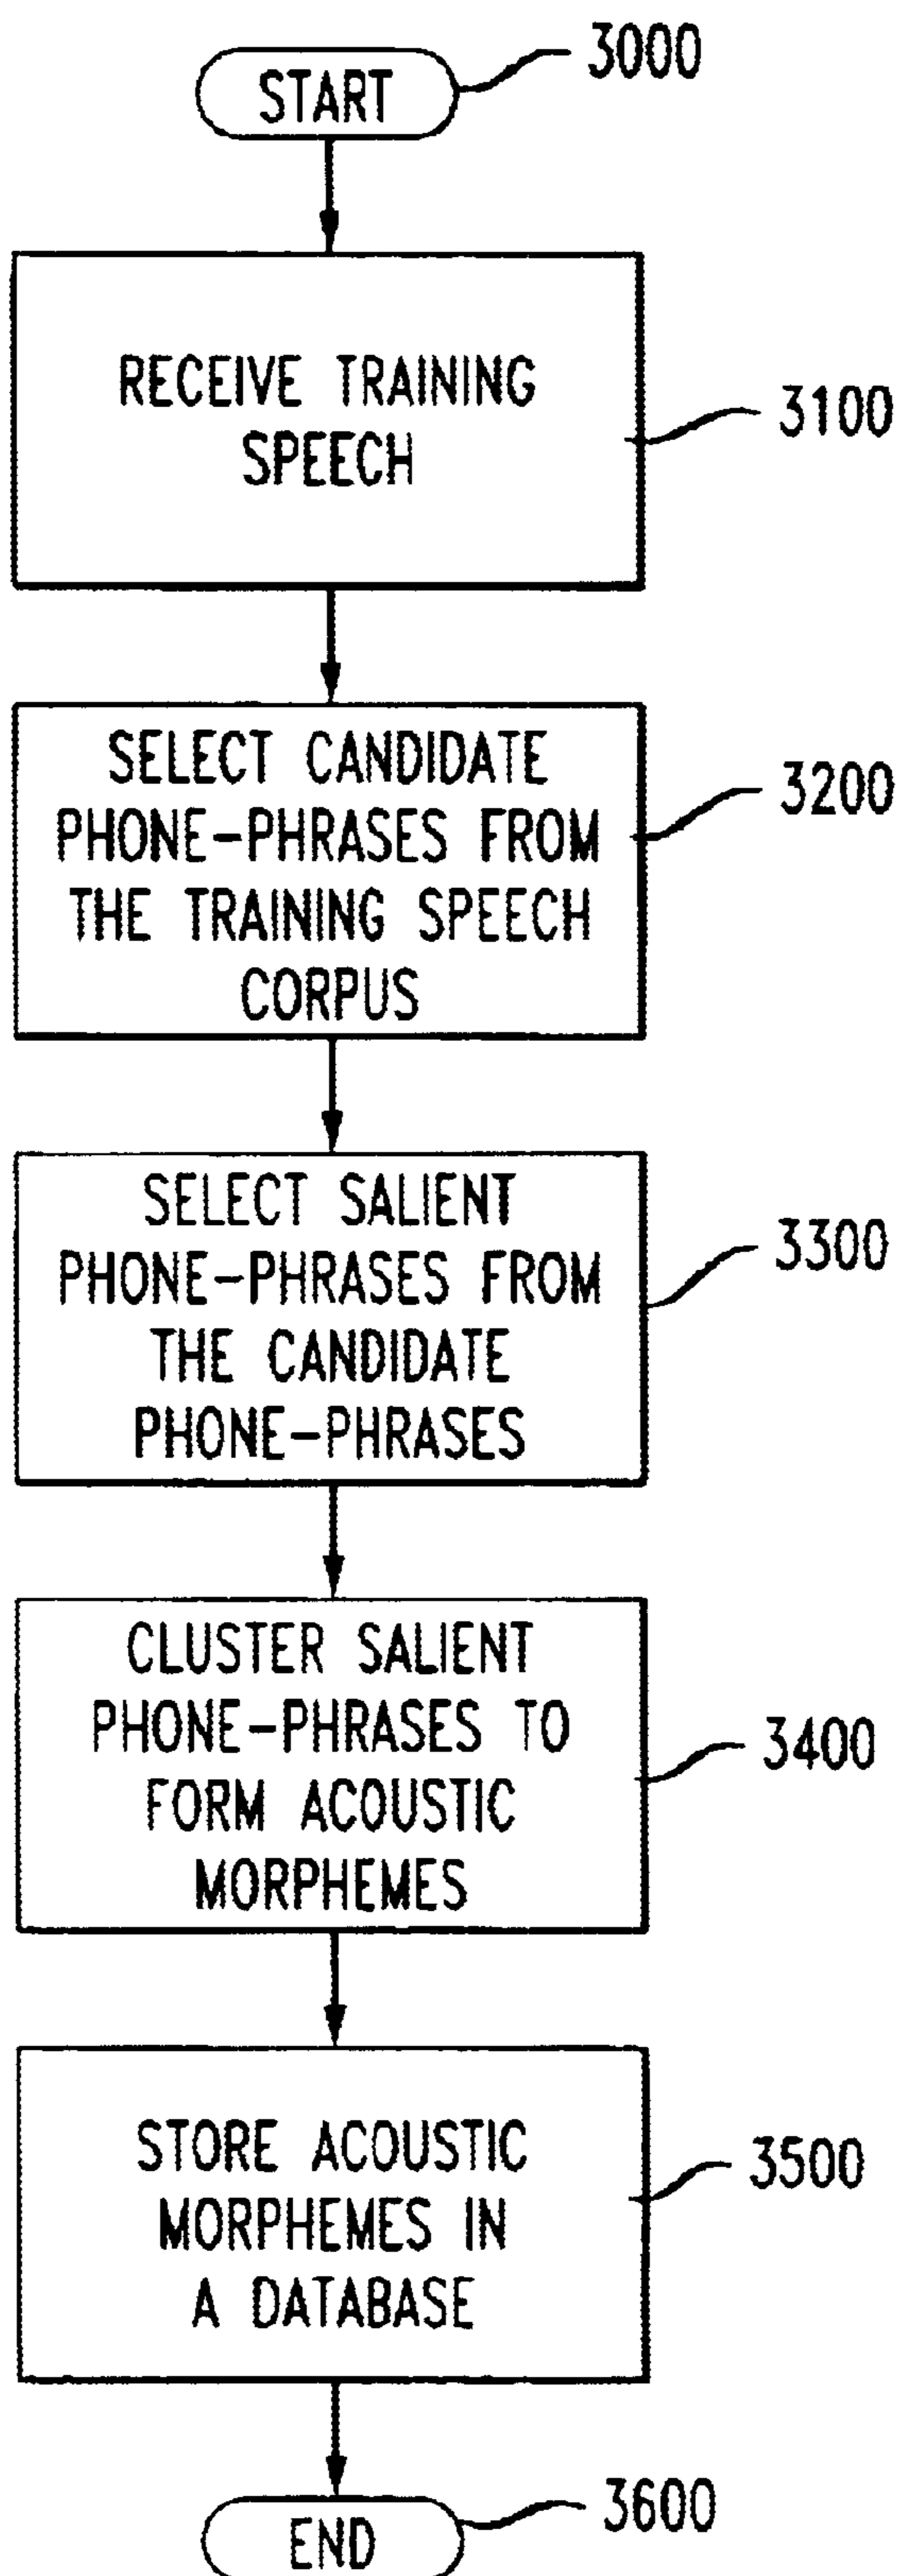 START
3000
RECEIVE TRAINING
SPEECH
3100
SELECT CANDIDATE
PHONE-PHRASES FROM
THE TRAINING SPEECH
CORPUS
3200
SELECT SALIENT
PHONE-PHRASES FROM
THE CANDIDATE
PHONE-PHRASES
3300
CLUSTER SALIENT
PHONE-PHRASES TO
FORM ACOUSTIC
MORPHEMES
3400
STORE ACOUSTIC
MORPHEMES IN
A DATABASE
3500
END
3600